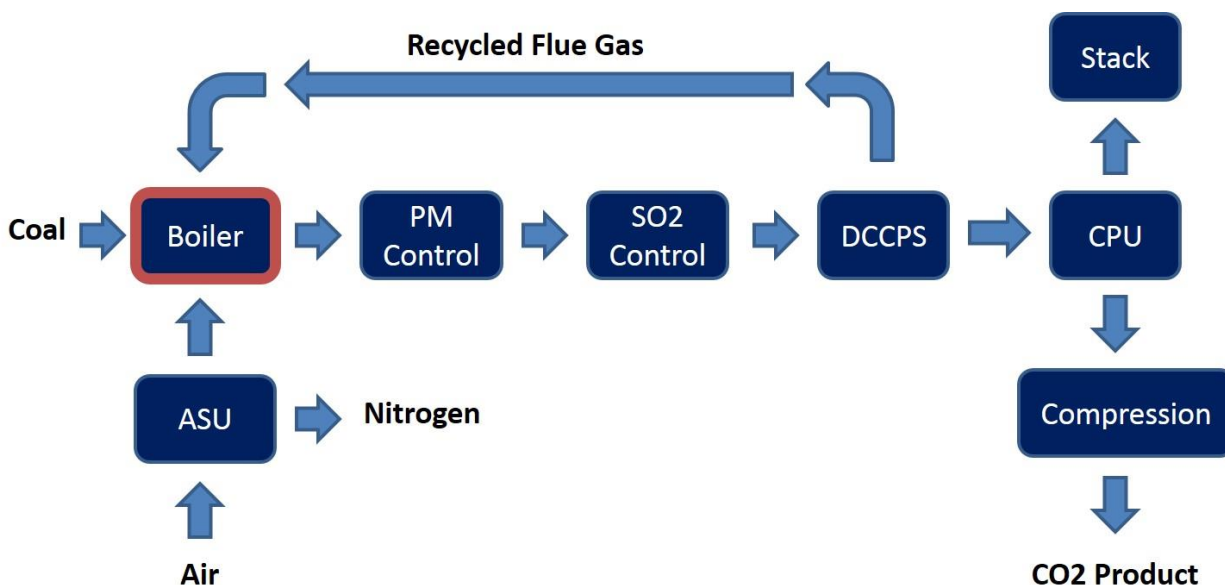 Recycled Flue Gas
Stack
Coal
Boiler
PM
Control
SO2
Control
DCCPS
CPU
ASU
Nitrogen
Compression
Air
CO2 Product